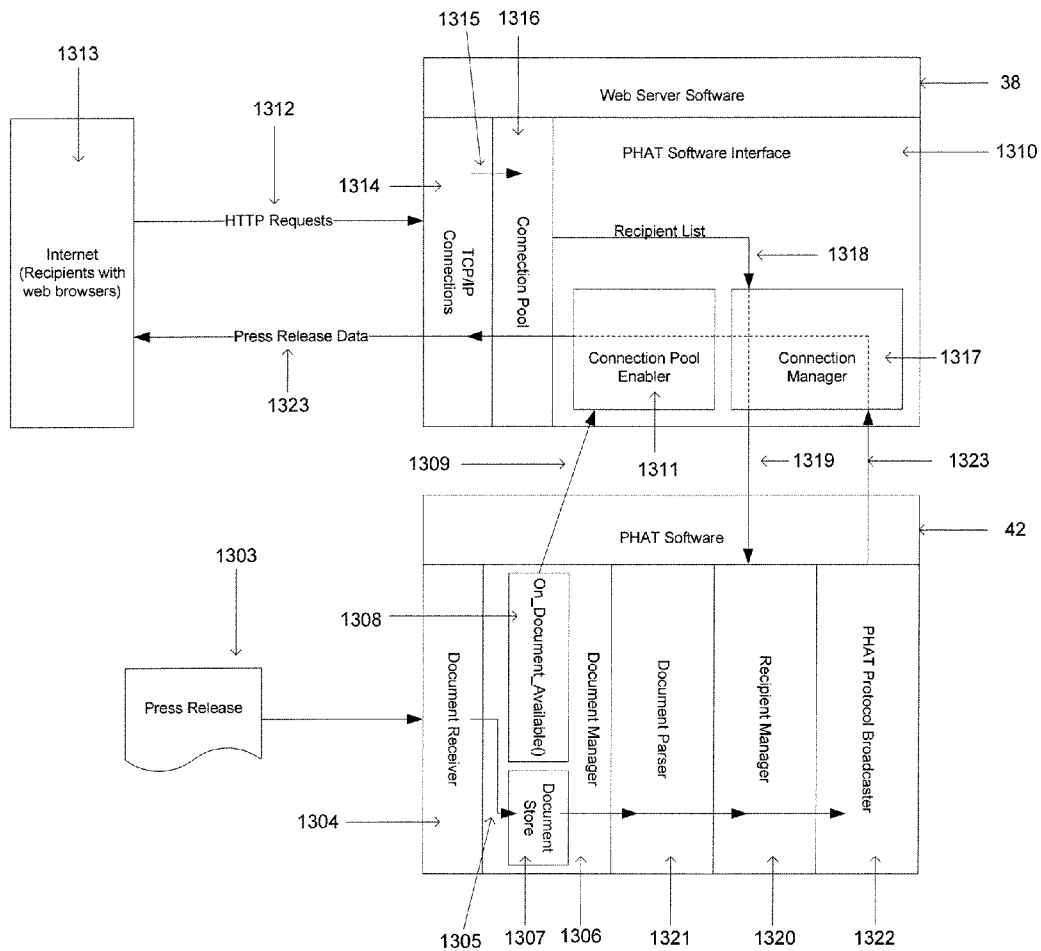 1315
1316
1313
38
Web Server Software
1312
PHAT Software Interface
1310
1314
HTTP Requests
Recipient List
1318
Internet
(Recipients with
web browsers)
TCP/IP
Connections
Connection Pool
Press Release Data
1323
Connection Pool
Enabler
Connection
Manager
1317
1309
1311
1319
1323
42
PHAT Software
1303
1308
On_Document_Available()
Press Release
Document Receiver
Document Manager
Document Parser
Recipient Manager
PHAT Protocol Broadcaster
Document
Store
1304
1305
1307
1306
1321
1320
1322